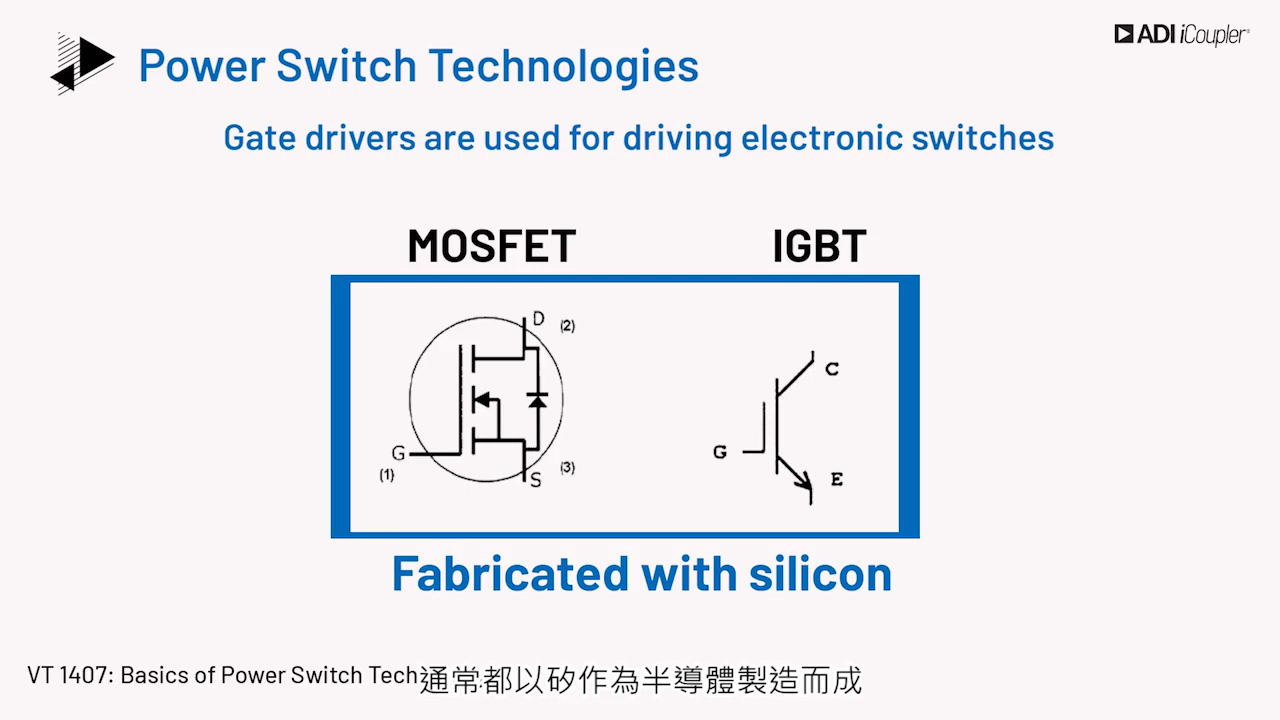 ADI iCoupler®
Power Switch Technologies
Gate drivers are used for driving electronic switches
MOSFET
IGBT
D (2)
G
(1)
S (3)
C
G
E
Fabricated with silicon
VT 1407: Basics of Power Switch Tech
通常都以矽作為半導體製造而成